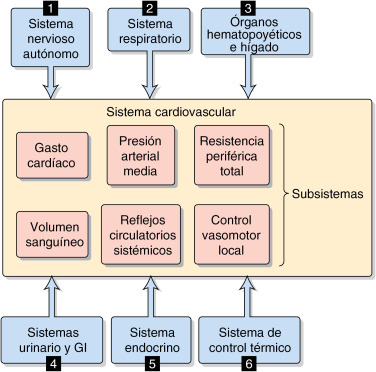 1
Sistema
nervioso
autónomo
2
Sistema
respiratorio
3
Órganos
hematopoyéticos
e hígado
Sistema cardiovascular
Gasto
cardíaco
Presión
arterial
media
Resistencia
periférica
total
Volumen
sanguíneo
Reflejos
circulatorios
sistémicos
Control
vasomotor
local
Subsistemas
Sistemas
urinario y GI
4
Sistema
endocrino
5
Sistema de
control térmico
6